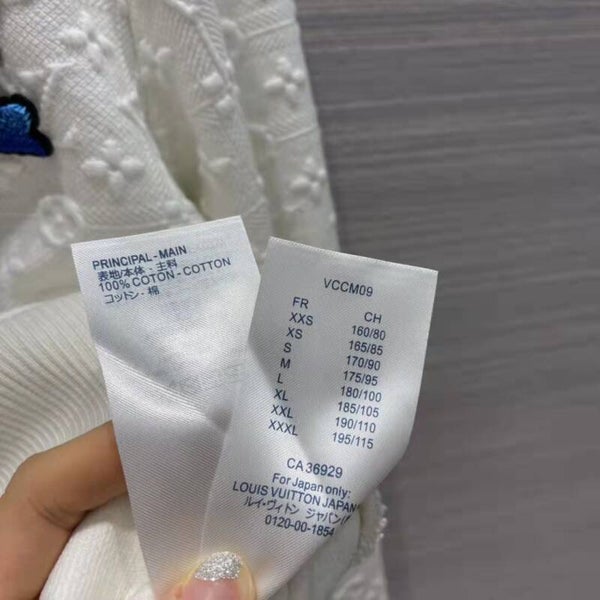 PRINCIPAL - MAIN
表地/本体 - 主料
100% COTON - COTTON
コットン - 棉
VCCM09
FR CH
XXS 160/80
XS 165/85
S 170/90
M 175/95
L 180/100
XL 185/105
XXL 190/110
XXXL 195/115
CA 36929
For Japan only:
LOUIS VUITTON JAPAN
ルイ・ヴィトン ジャパン
0120-00-1854